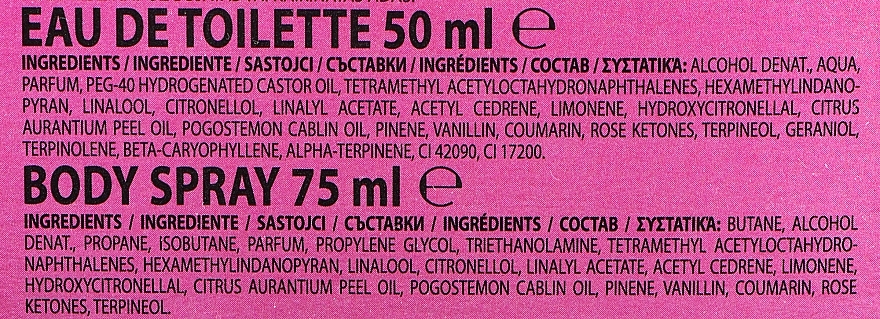 EAU DE TOILETTE 50 ml ℮
INGREDIENTS / INGREDIENTE / SASTOJCI / СЪСТАВКИ / INGRÉDIENTS / СОСТАВ / ΣΥΣΤΑΤΙΚΆ: ALCOHOL DENAT., AQUA,
PARFUM, PEG-40 HYDROGENATED CASTOR OIL, TETRAMETHYL ACETYLOCTAHYDRONAPHTHALENES, HEXAMETHYLINDANO-
PYRAN, LINALOOL, CITRONELLOL, LINALYL ACETATE, ACETYL CEDRENE, LIMONENE, HYDROXYCITRONELLAL, CITRUS
AURANTIUM PEEL OIL, POGOSTEMON CABLIN OIL, PINENE, VANILLIN, COUMARIN, ROSE KETONES, TERPINEOL, GERANIOL,
TERPINOLENE, BETA-CARYOPHYLLENE, ALPHA-TERPINENE, CI 42090, CI 17200.
BODY SPRAY 75 ml ℮
INGREDIENTS / INGREDIENTE / SASTOJCI / СЪСТАВКИ / INGRÉDIENTS / СОСТАВ / ΣΥΣΤΑΤΙΚΆ: BUTANE, ALCOHOL
DENAT., PROPANE, iSOBUTANE, PARFUM, PROPYLENE GLYCOL, TRIETHANOLAMINE, TETRAMETHYL ACETYLOCTAHYDRO-
NAPHTHALENES, HEXAMETHYLINDANOPYRAN, LINALOOL, CITRONELLOL, LINALYL ACETATE, ACETYL CEDRENE, LIMONENE,
HYDROXYCITRONELLAL, CITRUS AURANTIUM PEEL OIL, POGOSTEMON CABLIN OIL, PINENE, VANILLIN, COUMARIN, ROSE
KETONES, TERPINEOL.